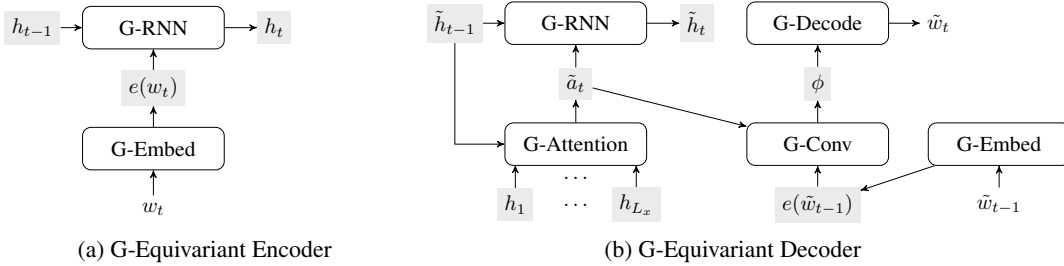 h_{t−1} G-RNN h_t
e(w_t)
G-Embed
w_t
(a) G-Equivariant Encoder
h̃_{t−1} G-RNN h̃_t G-Decode w̃_t
ã_t ϕ
G-Attention G-Conv G-Embed
...
h_1 ... h_{L_x} e(w̃_{t−1}) w̃_{t−1}
(b) G-Equivariant Decoder